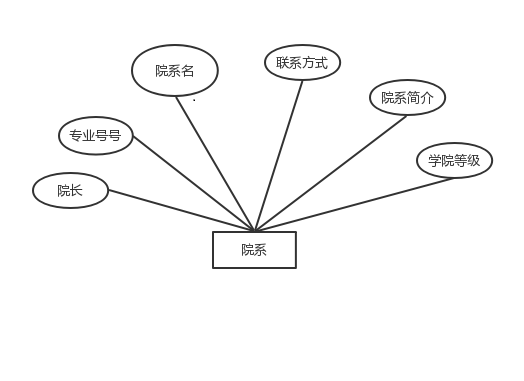 院系名
联系方式
院系简介
专业号号
学院等级
院长
院系